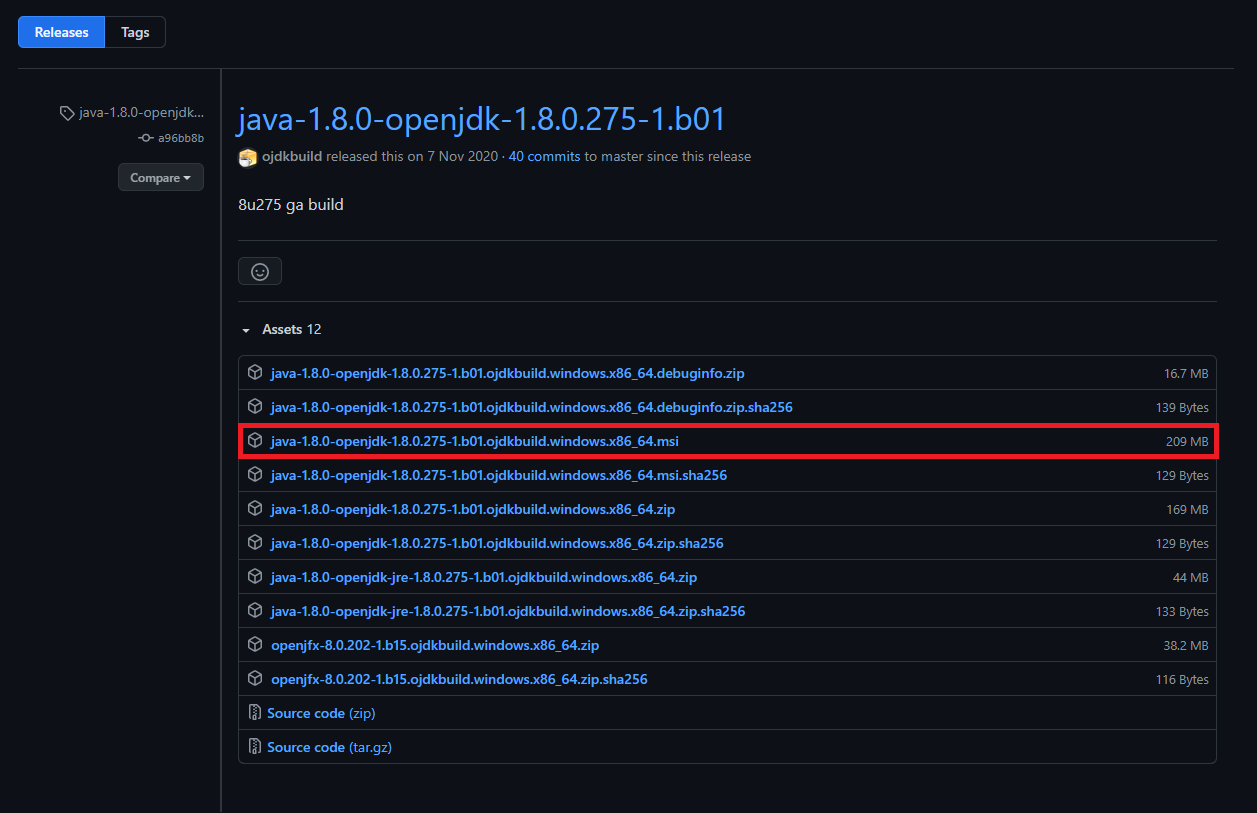 Releases Tags
java-1.8.0-openjdk...
a96bb8b
Compare
java-1.8.0-openjdk-1.8.0.275-1.b01
ojdkbuild released this on 7 Nov 2020 · 40 commits to master since this release
8u275 ga build
Assets 12
java-1.8.0-openjdk-1.8.0.275-1.b01.ojdkbuild.windows.x86_64.debuginfo.zip 16.7 MB
java-1.8.0-openjdk-1.8.0.275-1.b01.ojdkbuild.windows.x86_64.debuginfo.zip.sha256 139 Bytes
java-1.8.0-openjdk-1.8.0.275-1.b01.ojdkbuild.windows.x86_64.msi 209 MB
java-1.8.0-openjdk-1.8.0.275-1.b01.ojdkbuild.windows.x86_64.msi.sha256 129 Bytes
java-1.8.0-openjdk-1.8.0.275-1.b01.ojdkbuild.windows.x86_64.zip 169 MB
java-1.8.0-openjdk-1.8.0.275-1.b01.ojdkbuild.windows.x86_64.zip.sha256 129 Bytes
java-1.8.0-openjdk-jre-1.8.0.275-1.b01.ojdkbuild.windows.x86_64.zip 44 MB
java-1.8.0-openjdk-jre-1.8.0.275-1.b01.ojdkbuild.windows.x86_64.zip.sha256 133 Bytes
openjfx-8.0.202-1.b15.ojdkbuild.windows.x86_64.zip 38.2 MB
openjfx-8.0.202-1.b15.ojdkbuild.windows.x86_64.zip.sha256 116 Bytes
Source code (zip)
Source code (tar.gz)